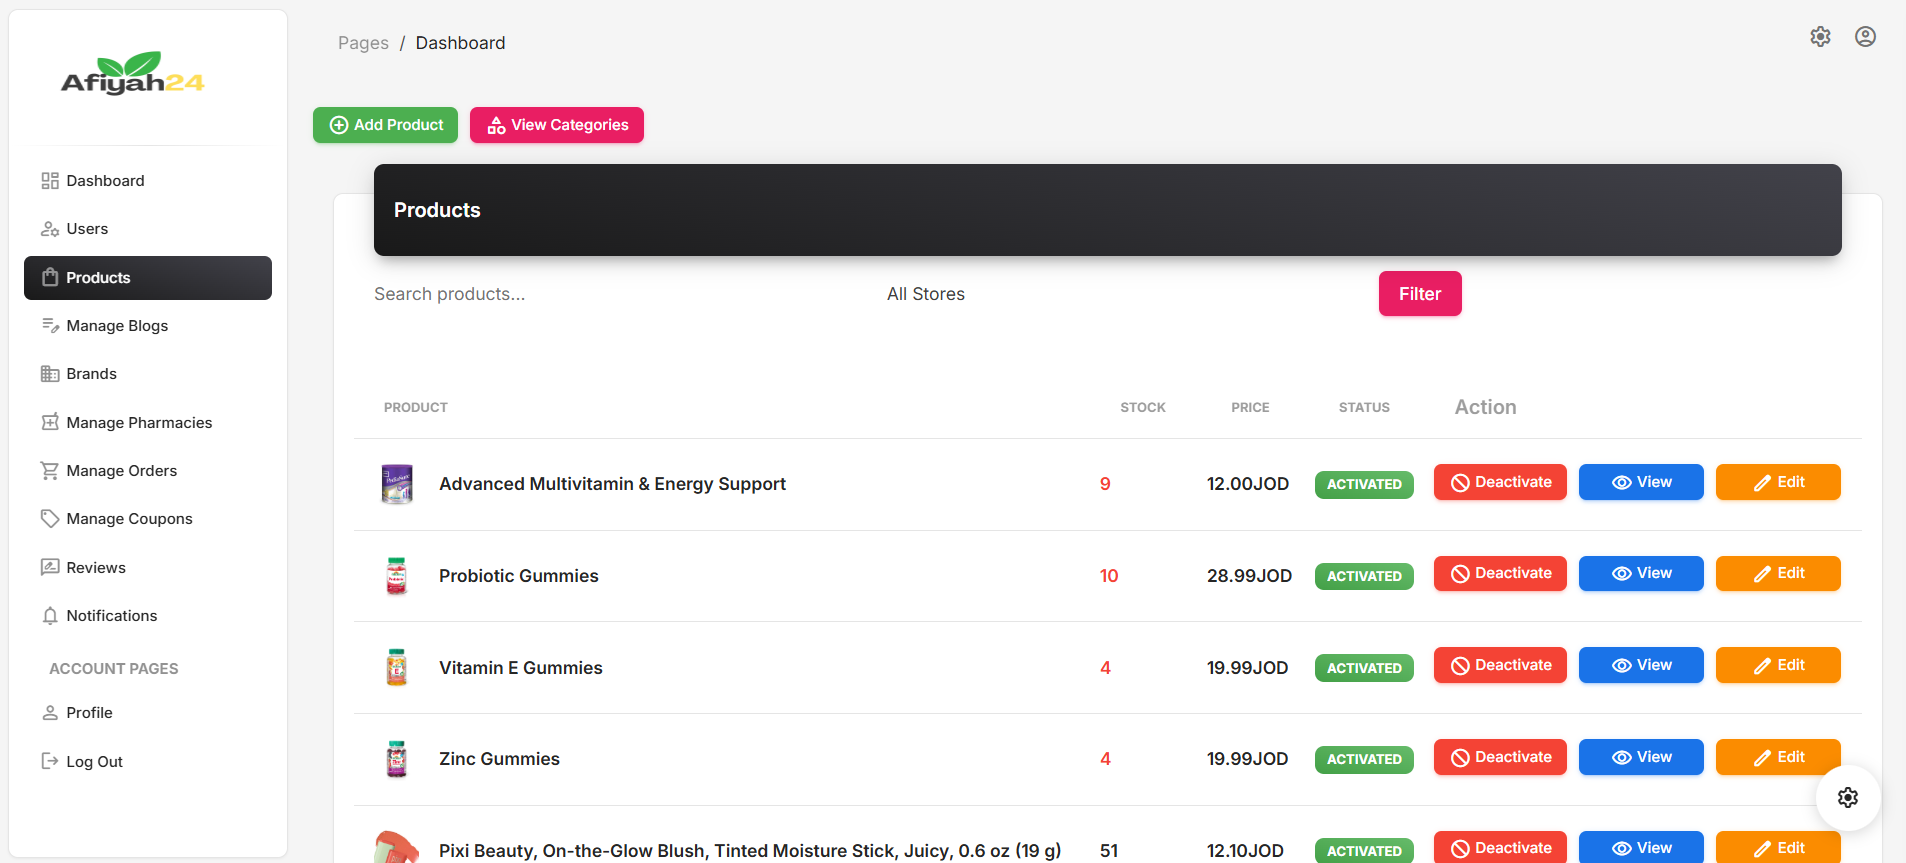 Afiyah24
Pages / Dashboard
Add Product
View Categories
Dashboard
Users
Products
Manage Blogs
Brands
Manage Pharmacies
Manage Orders
Manage Coupons
Reviews
Notifications
ACCOUNT PAGES
Profile
Log Out
Products
Search products... All Stores Filter
PRODUCT STOCK PRICE STATUS Action
Advanced Multivitamin & Energy Support 9 12.00JOD ACTIVATED Deactivate View Edit
Probiotic Gummies 10 28.99JOD ACTIVATED Deactivate View Edit
Vitamin E Gummies 4 19.99JOD ACTIVATED Deactivate View Edit
Zinc Gummies 4 19.99JOD ACTIVATED Deactivate View Edit
Pixi Beauty, On-the-Glow Blush, Tinted Moisture Stick, Juicy, 0.6 oz (19 g) 51 12.10JOD ACTIVATED Deactivate View Edit